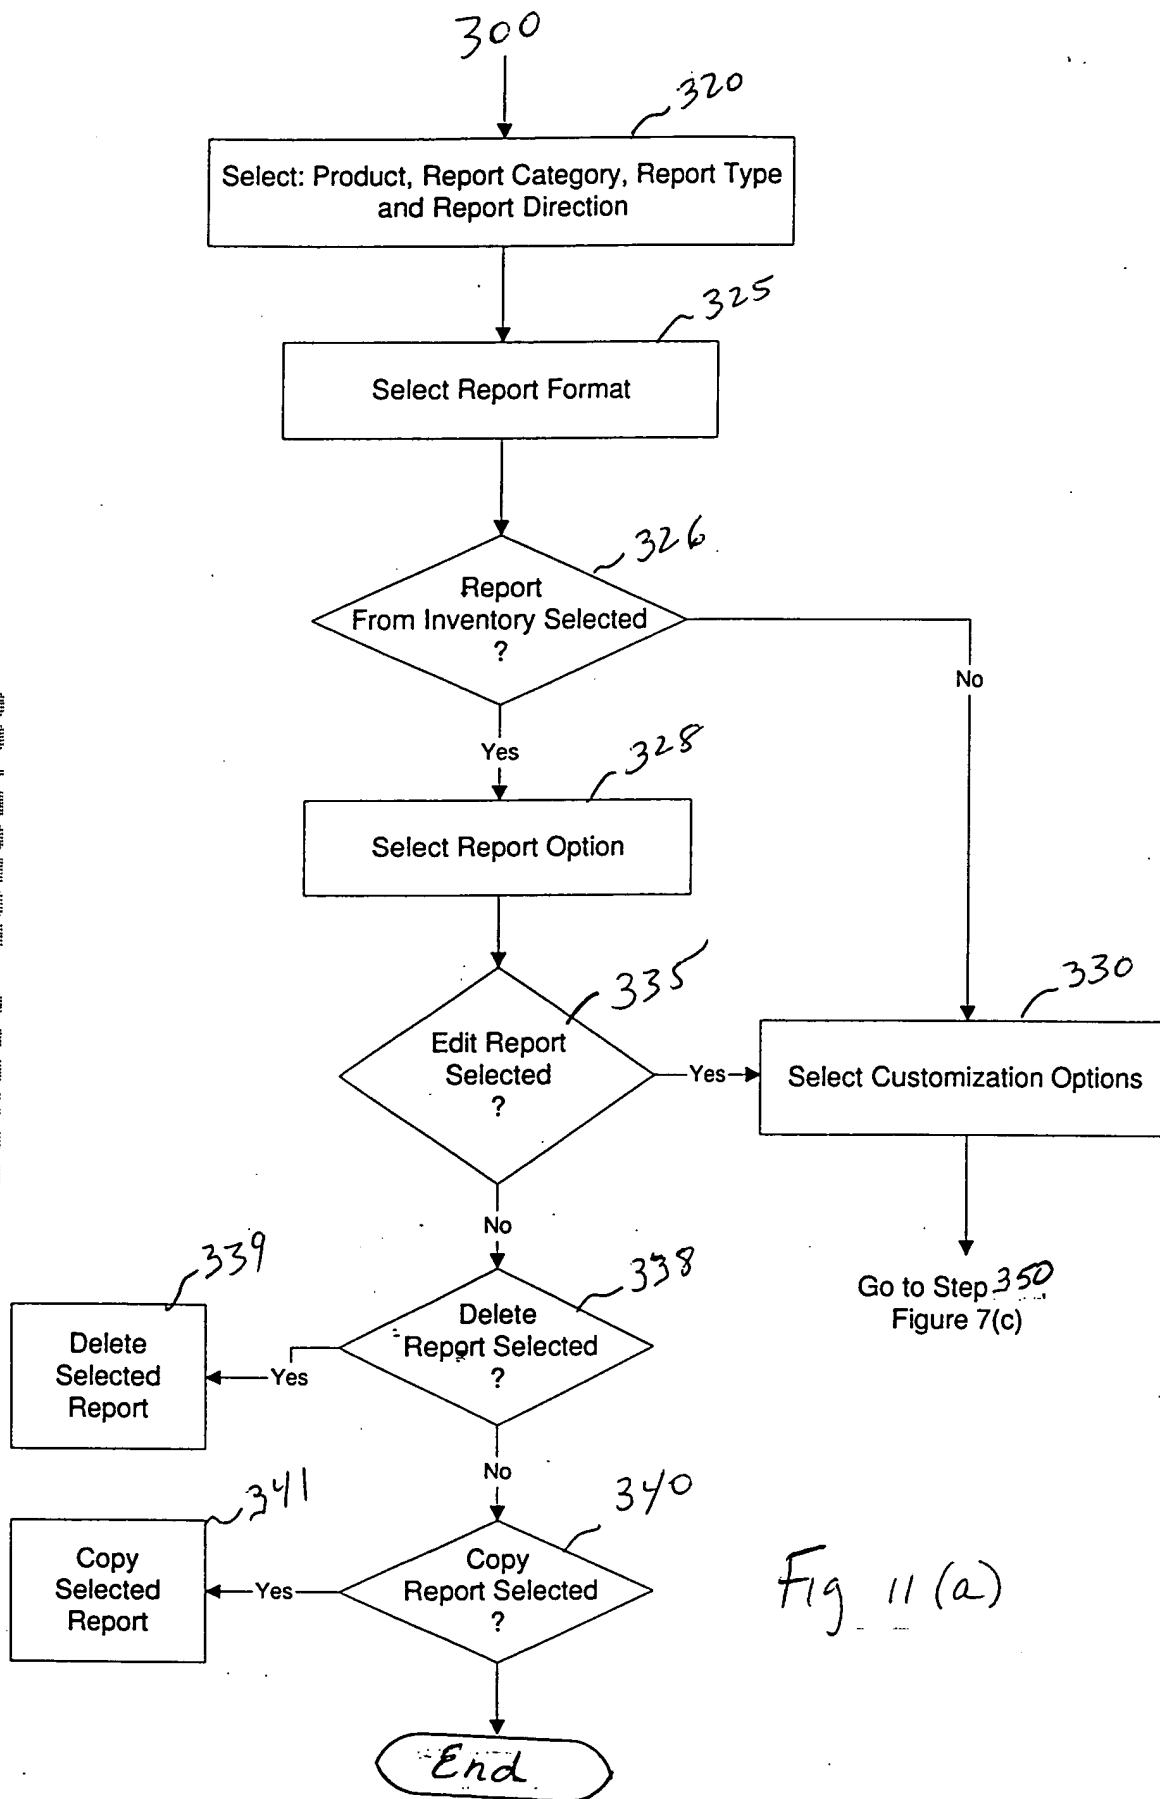 300
320
Select: Product, Report Category, Report Type
and Report Direction
325
Select Report Format
326
Report
From Inventory Selected
?
No
Yes
328
Select Report Option
335
Edit Report
Selected
?
Yes
330
Select Customization Options
No
Go to Step 350
Figure 7(c)
339
Delete
Selected
Report
Yes
338
Delete
Report Selected
?
No
341
Copy
Selected
Report
Yes
340
Copy
Report Selected
?
Fig 11 (a)
End